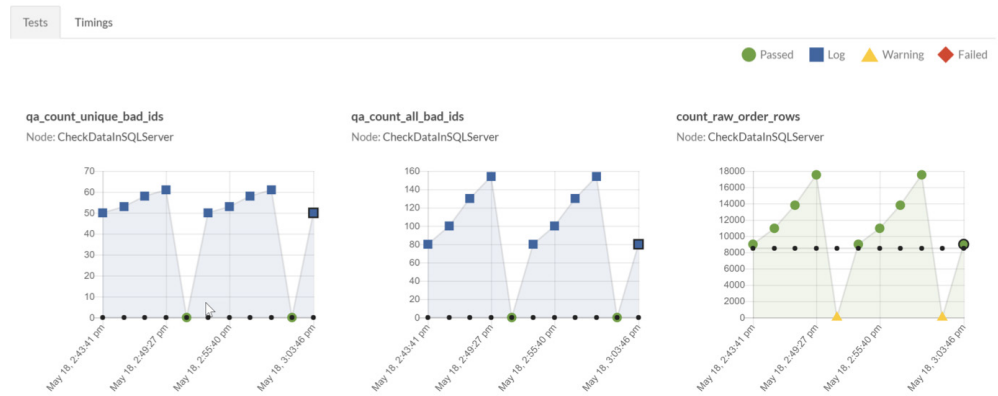 Tests Timings
Passed Log Warning Failed
qa_count_unique_bad_ids
Node: CheckDataInSQLServer
70
60
50
40
30
20
10
0
May 18, 2:43:41 pm
May 18, 2:49:27 pm
May 18, 2:55:40 pm
May 18, 3:03:46 pm
qa_count_all_bad_ids
Node: CheckDataInSQLServer
160
140
120
100
80
60
40
20
0
May 18, 2:43:41 pm
May 18, 2:49:27 pm
May 18, 2:55:40 pm
May 18, 3:03:46 pm
count_raw_order_rows
Node: CheckDataInSQLServer
18000
16000
14000
12000
10000
8000
6000
4000
2000
0
May 18, 2:43:41 pm
May 18, 2:49:27 pm
May 18, 2:55:40 pm
May 18, 3:03:46 pm